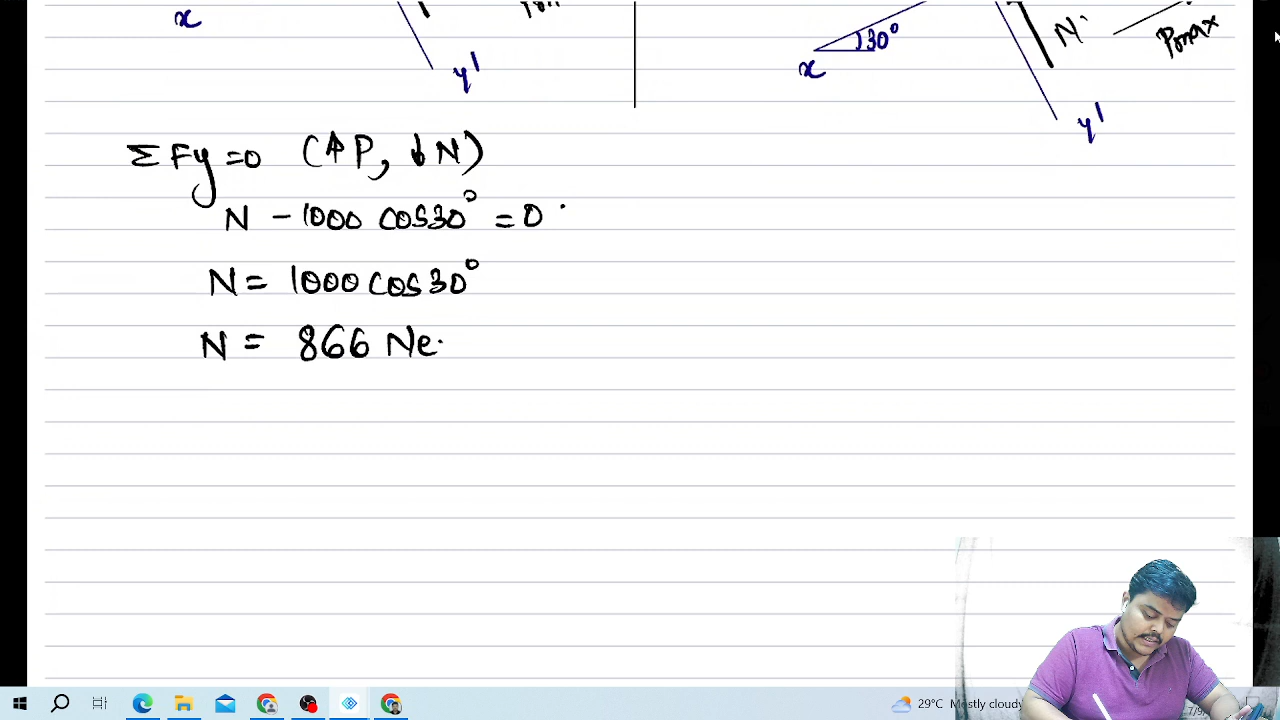 x
y'
30°
x
N
Pmax
y'
ΣFy=0 (↑P, ↓N)
N - 1000 cos30° = 0
N = 1000 cos30°
N = 866 Ne.
29°C Mostly cloudy